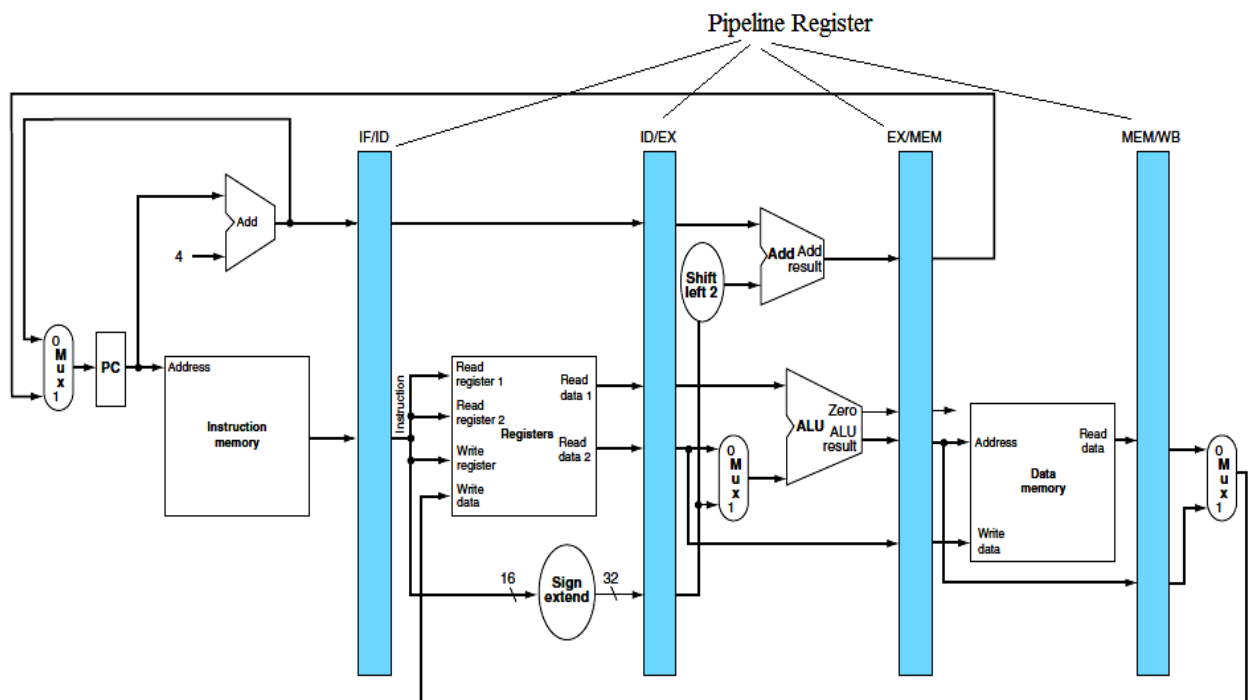 Pipeline Register
IF/ID
ID/EX
EX/MEM
MEM/WB
Add
4
Add
Add
result
Shift
left 2
0
M
u
x
1
PC
Address
Instruction
memory
Instruction
Read
register 1
Read
register 2
Write
register
Write
data
Registers
Read
data 1
Read
data 2
0
M
u
x
1
Zero
ALU
ALU
result
Address
Read
data
Data
memory
Write
data
0
M
u
x
1
16
Sign
extend
32